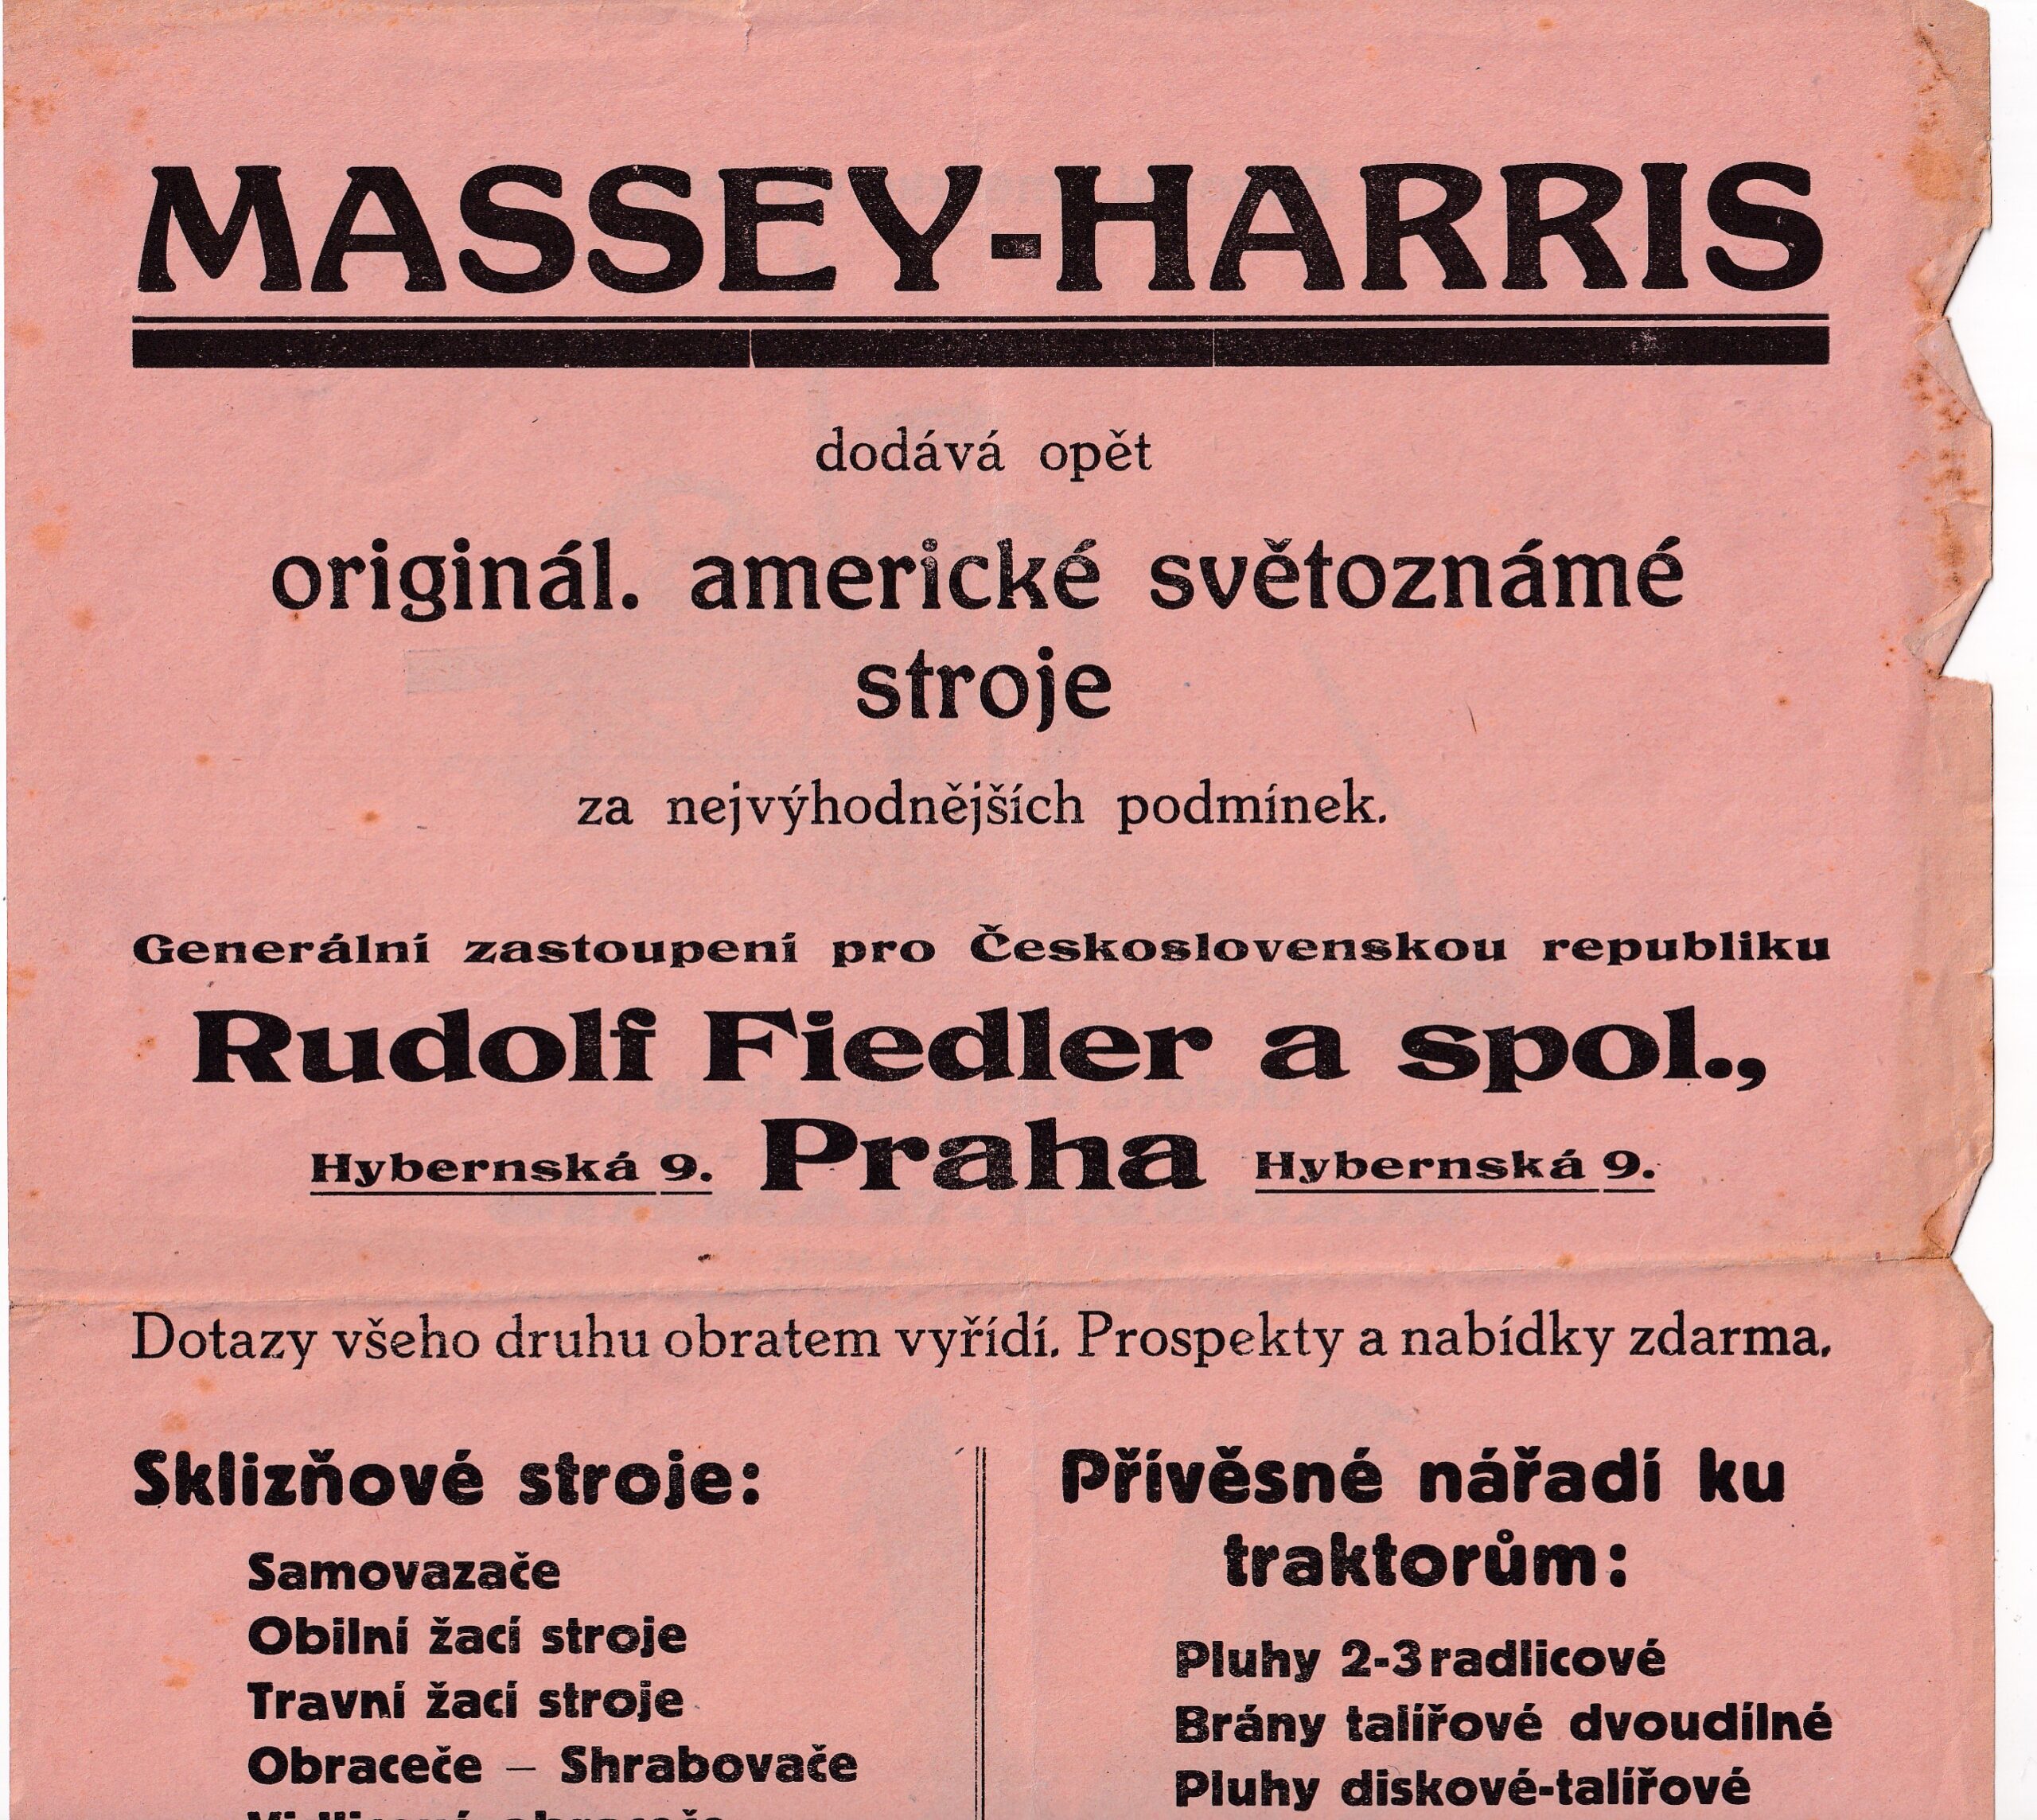 MASSEY-HARRIS
dodává opět
originál. americké světoznámé
stroje
za nejvýhodnějších podmínek.
Generální zastoupení pro Československou republiku
Rudolf Fiedler a spol.,
Hybernská 9. Praha Hybernská 9.
Dotazy všeho druhu obratem vyřídí. Prospekty a nabídky zdarma.
Sklizňové stroje:
Samovazače
Obilní žací stroje
Travní žací stroje
Obraceče – Shrabovače
Přívěsné nářadí ku
traktorům:
Pluhy 2-3 radlicové
Brány talířové dvoudílné
Pluhy diskové-talířové